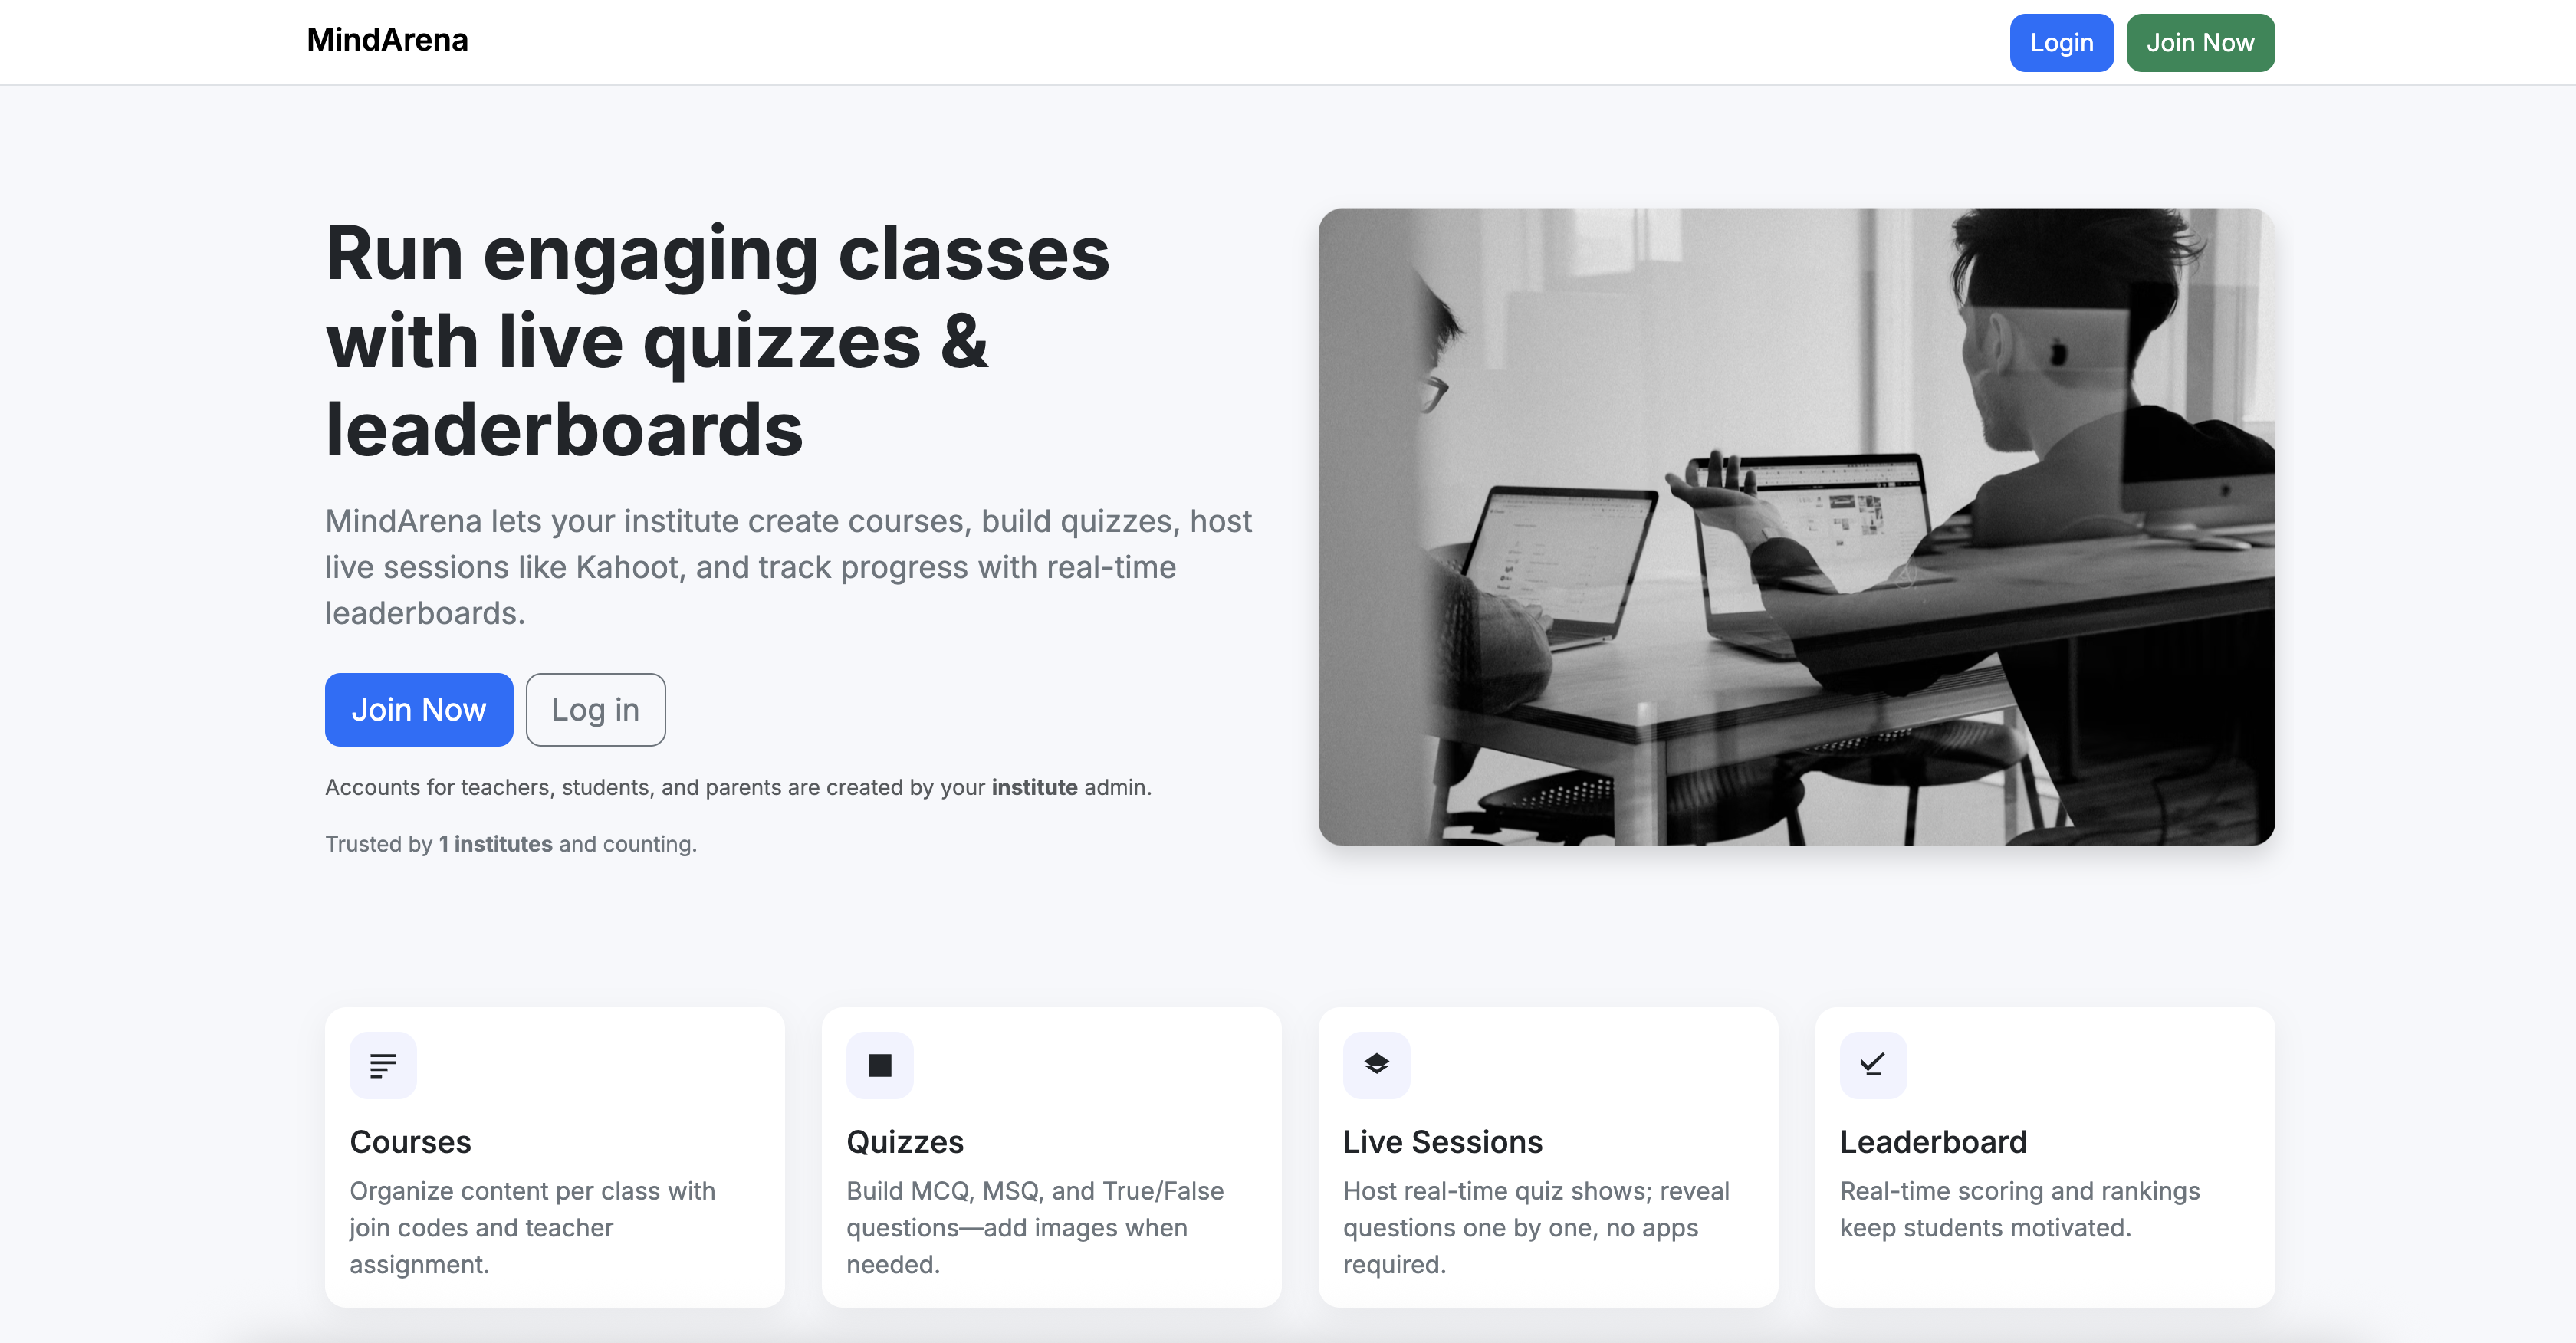 MindArena
Login
Join Now
Run engaging classes
with live quizzes &
leaderboards
MindArena lets your institute create courses, build quizzes, host
live sessions like Kahoot, and track progress with real-time
leaderboards.
Join Now
Log in
Accounts for teachers, students, and parents are created by your institute admin.
Trusted by 1 institutes and counting.
Courses
Organize content per class with
join codes and teacher
assignment.
Quizzes
Build MCQ, MSQ, and True/False
questions—add images when
needed.
Live Sessions
Host real-time quiz shows; reveal
questions one by one, no apps
required.
Leaderboard
Real-time scoring and rankings
keep students motivated.